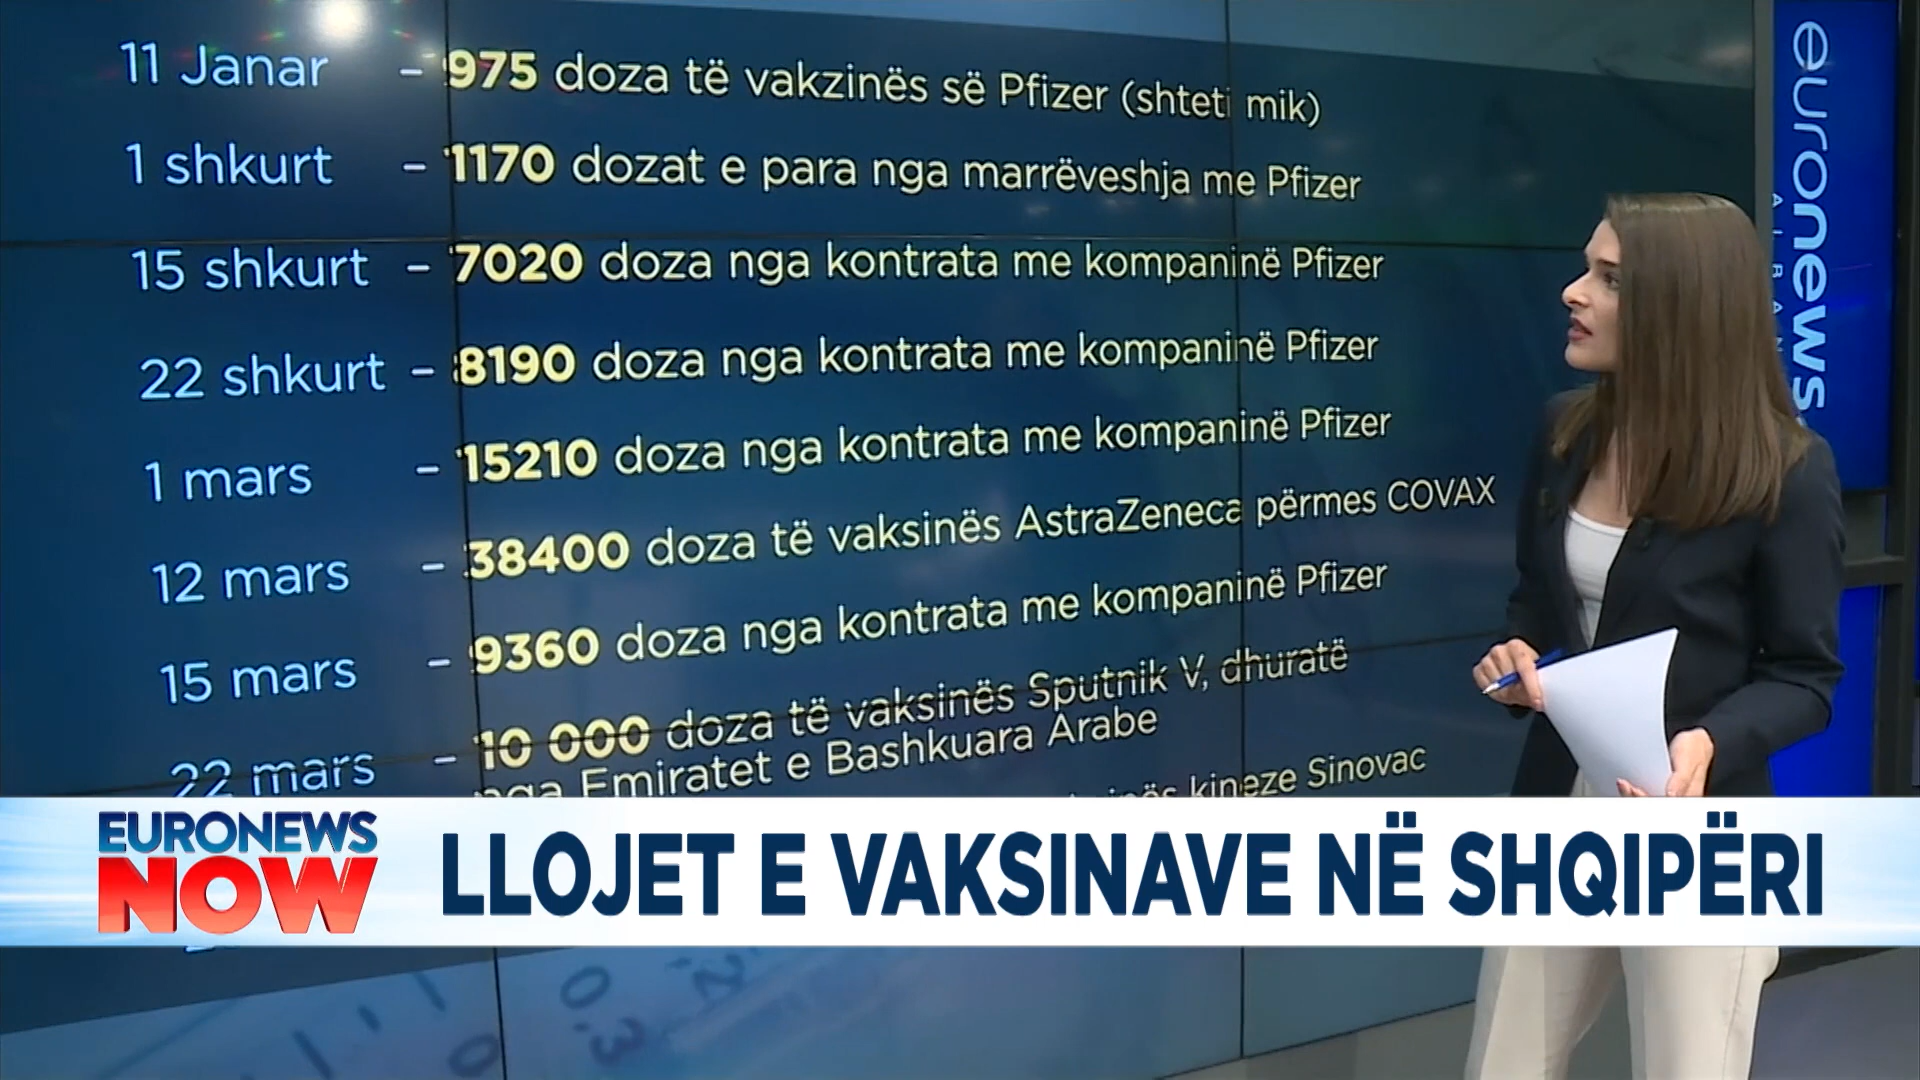 11 Janar - 975 doza të vakzinës së Pfizer (shteti mik)
1 shkurt - 1170 dozat e para nga marrëveshja me Pfizer
15 shkurt - 7020 doza nga kontrata me kompaninë Pfizer
22 shkurt - 8190 doza nga kontrata me kompaninë Pfizer
1 mars - 15210 doza nga kontrata me kompaninë Pfizer
12 mars - 38400 doza të vaksinës AstraZeneca përmes COVAX
15 mars - 9360 doza nga kontrata me kompaninë Pfizer
22 mars - 10 000 doza të vaksinës Sputnik V, dhuratë
nga Emiratet e Bashkuara Arabe
kineze Sinovac
euronews.
EURONEWS
NOW
LLOJET E VAKSINAVE NË SHQIPËRI